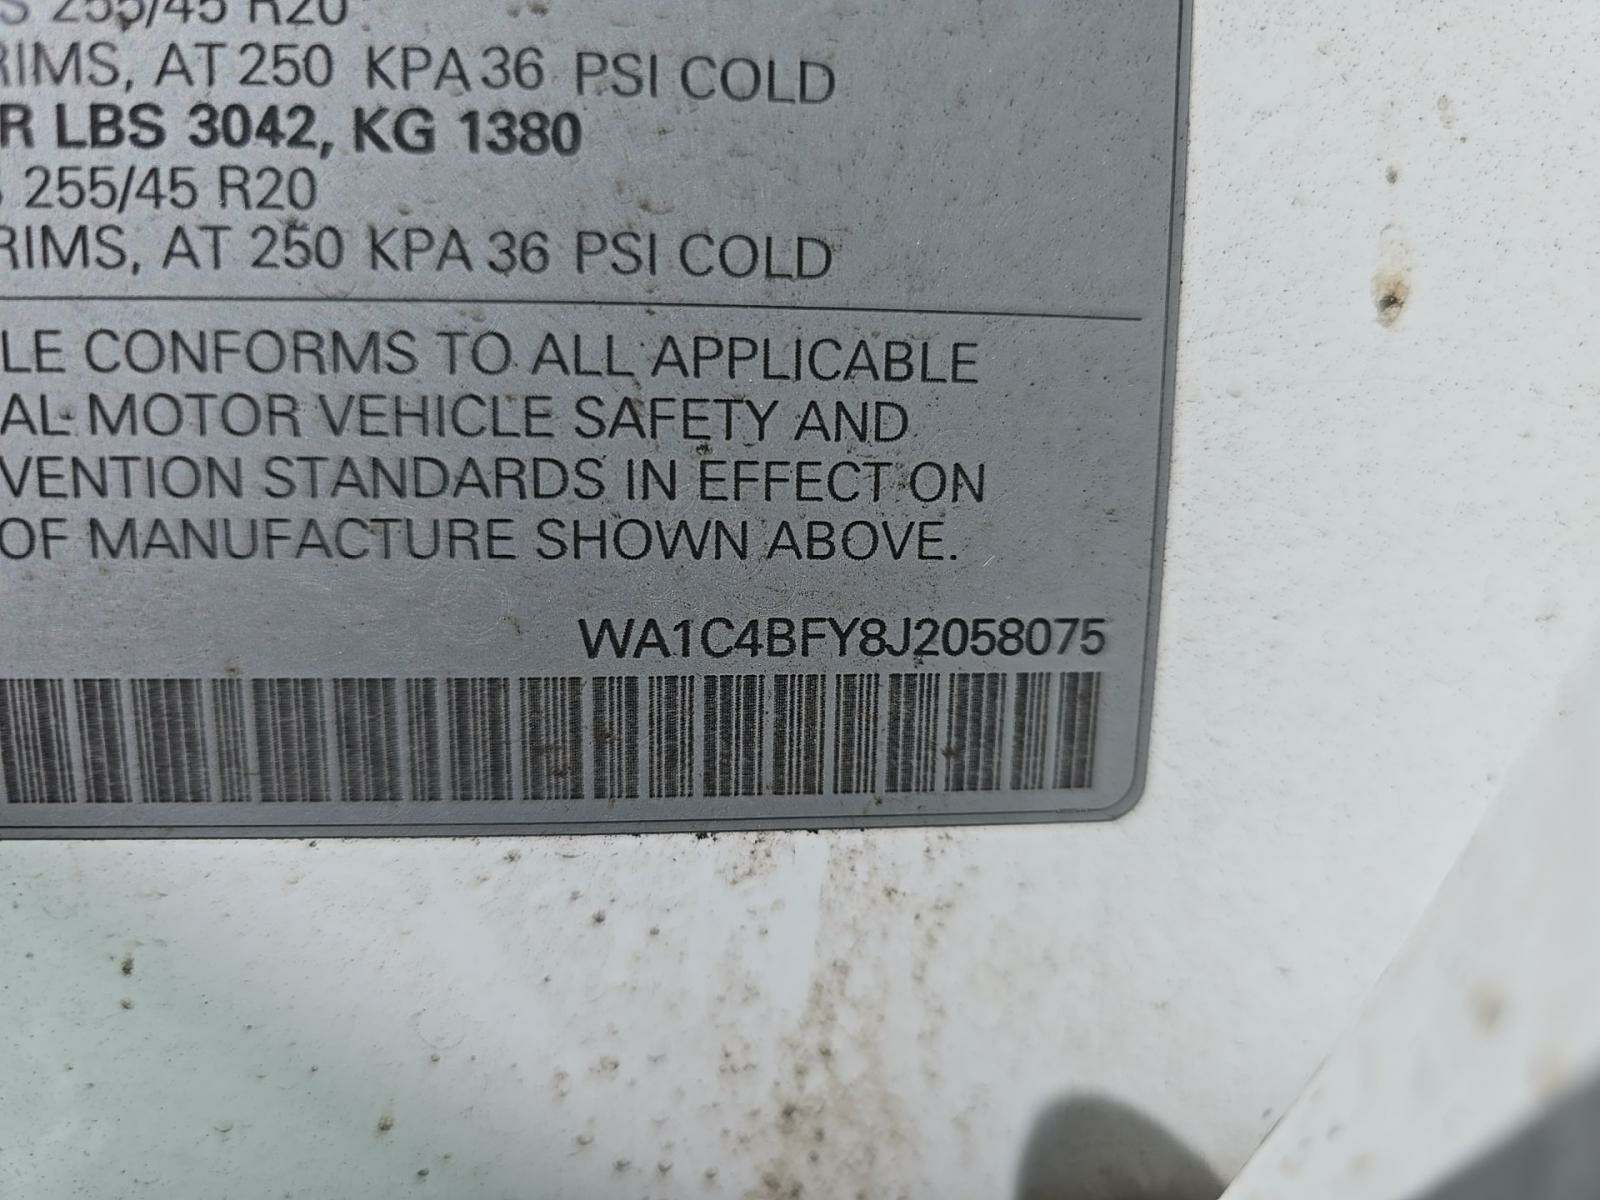 S 255/45 R20
RIMS, AT 250 KPA 36 PSI COLD
R LBS 3042, KG 1380
255/45 R20
RIMS, AT 250 KPA 36 PSI COLD
LE CONFORMS TO ALL APPLICABLE
AL MOTOR VEHICLE SAFETY AND
VENTION STANDARDS IN EFFECT ON
OF MANUFACTURE SHOWN ABOVE.
WA1C4BFY8J2058075